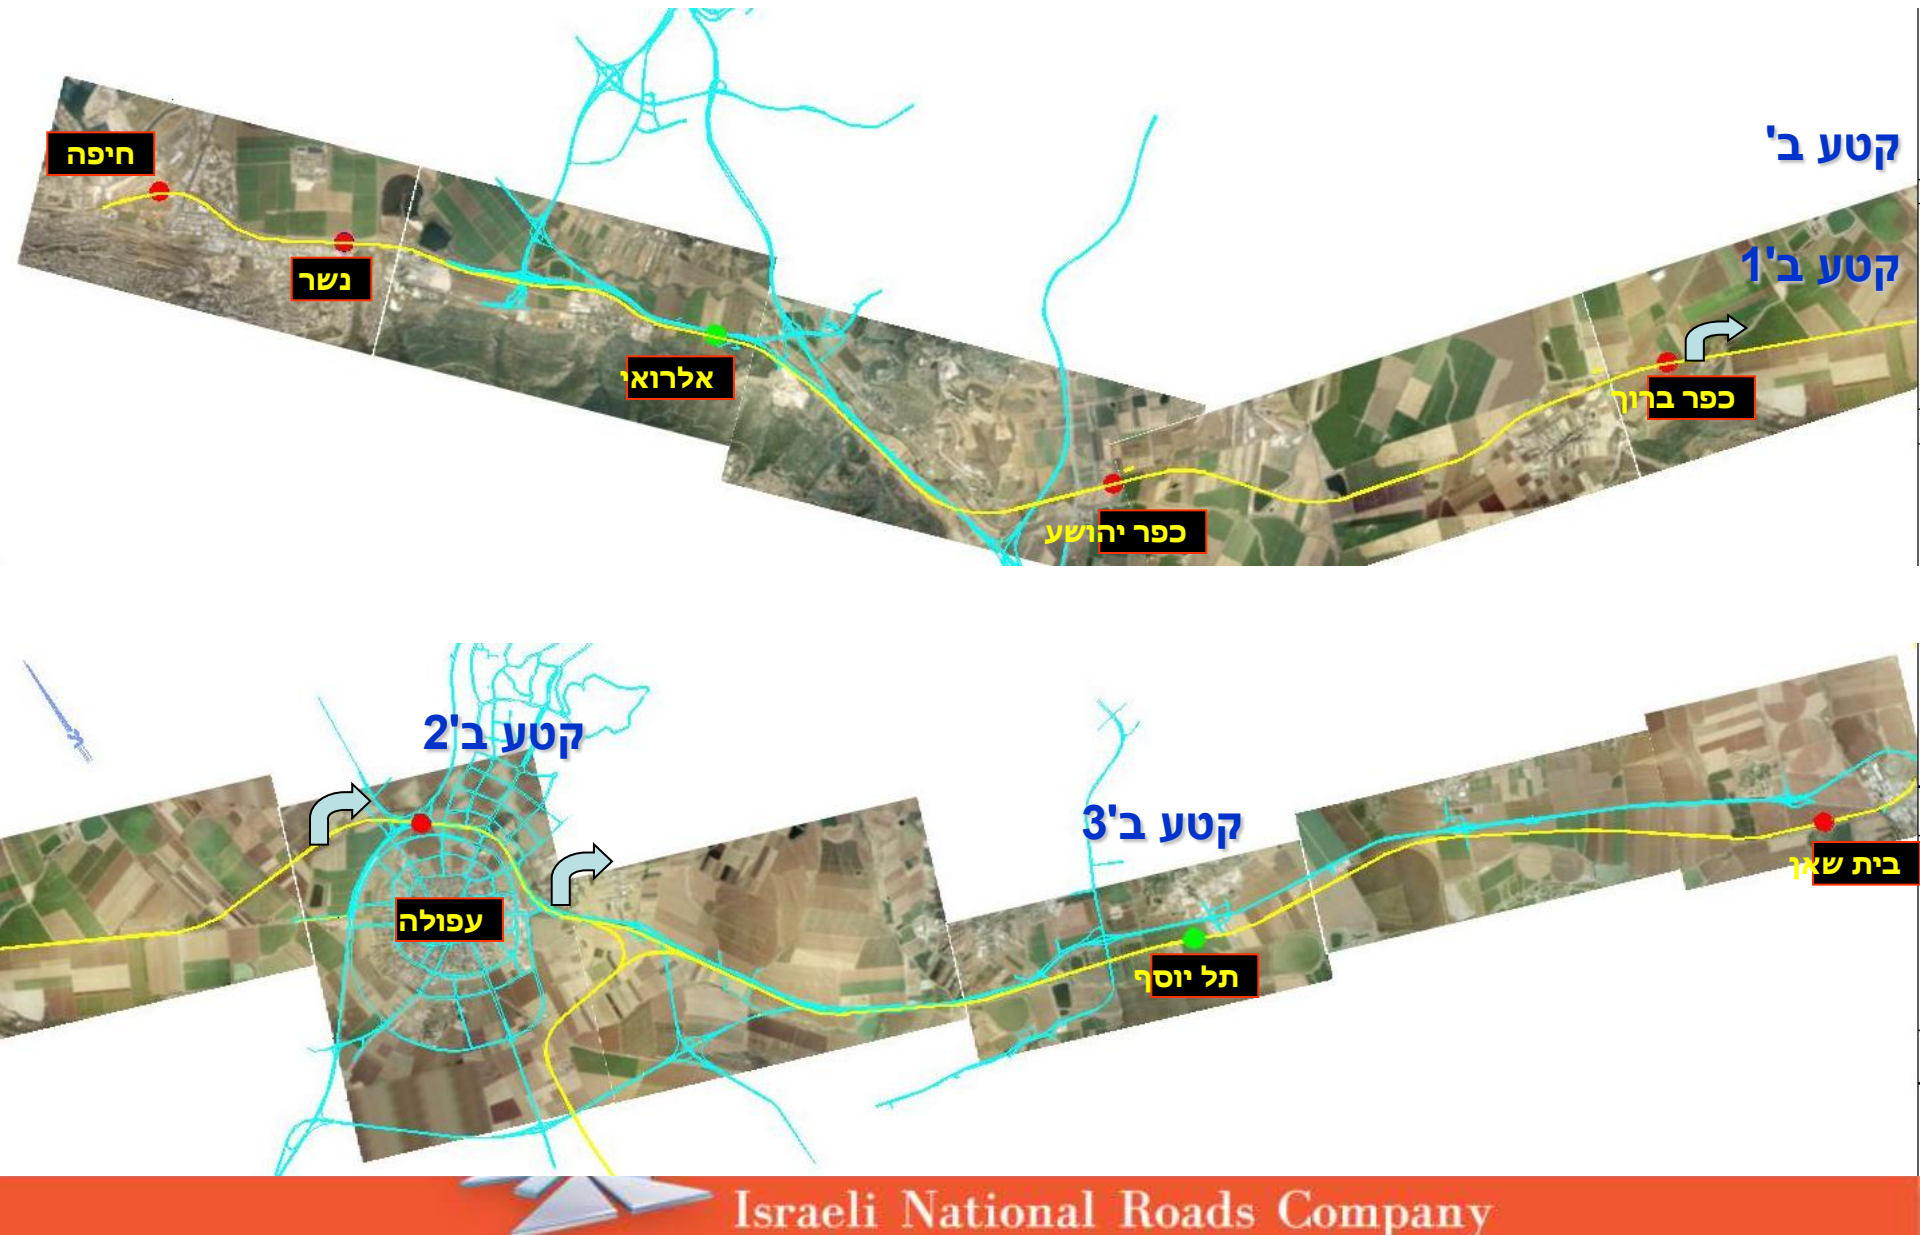 קטע ב'
חיפה
קטע ב'1
נשר
אלרואי
כפר ברוך
כפר יהושע
קטע ב'2
קטע ב'3
בית שאן
עפולה
תל יוסף
Israeli National Roads Company